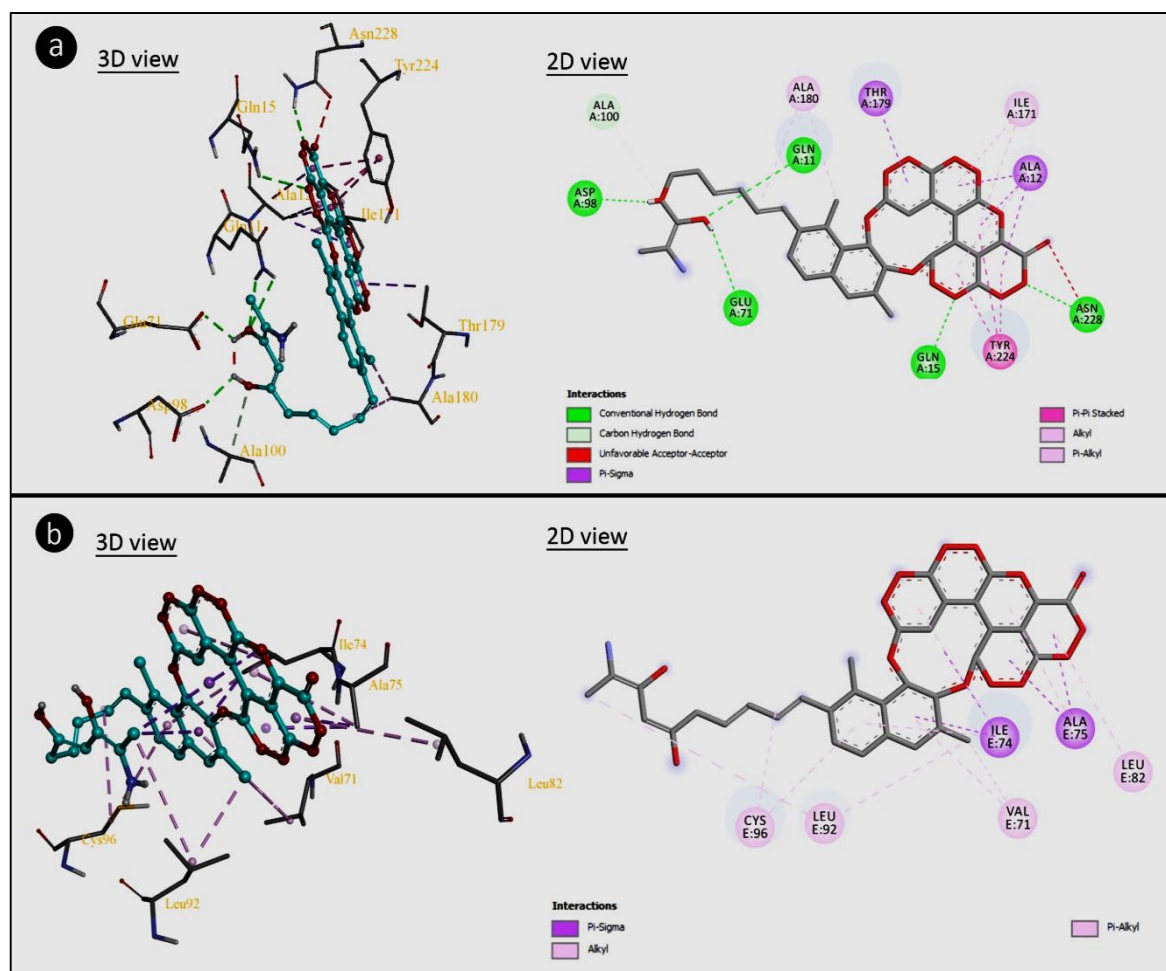 a
3D view
Asn228
Tyr224
Gln15
Ile171
Glu71
Thr179
Asp98
Ala180
Ala100
2D view
ALA
A:100
ALA
A:180
THR
A:179
ILE
A:171
GLN
A:11
ALA
A:12
ASP
A:98
GLU
A:71
ASN
A:228
TYR
A:224
GLN
A:15
Interactions
Conventional Hydrogen Bond
Carbon Hydrogen Bond
Unfavorable Acceptor-Acceptor
Pi-Sigma
Pi-Pi Stacked
Alkyl
Pi-Alkyl
b
3D view
Ile74
Ala75
Val71
Leu82
Cys96
Leu92
2D view
ILE
E:74
ALA
E:75
LEU
E:82
CYS
E:96
LEU
E:92
VAL
E:71
Interactions
Pi-Sigma
Alkyl
Pi-Alkyl